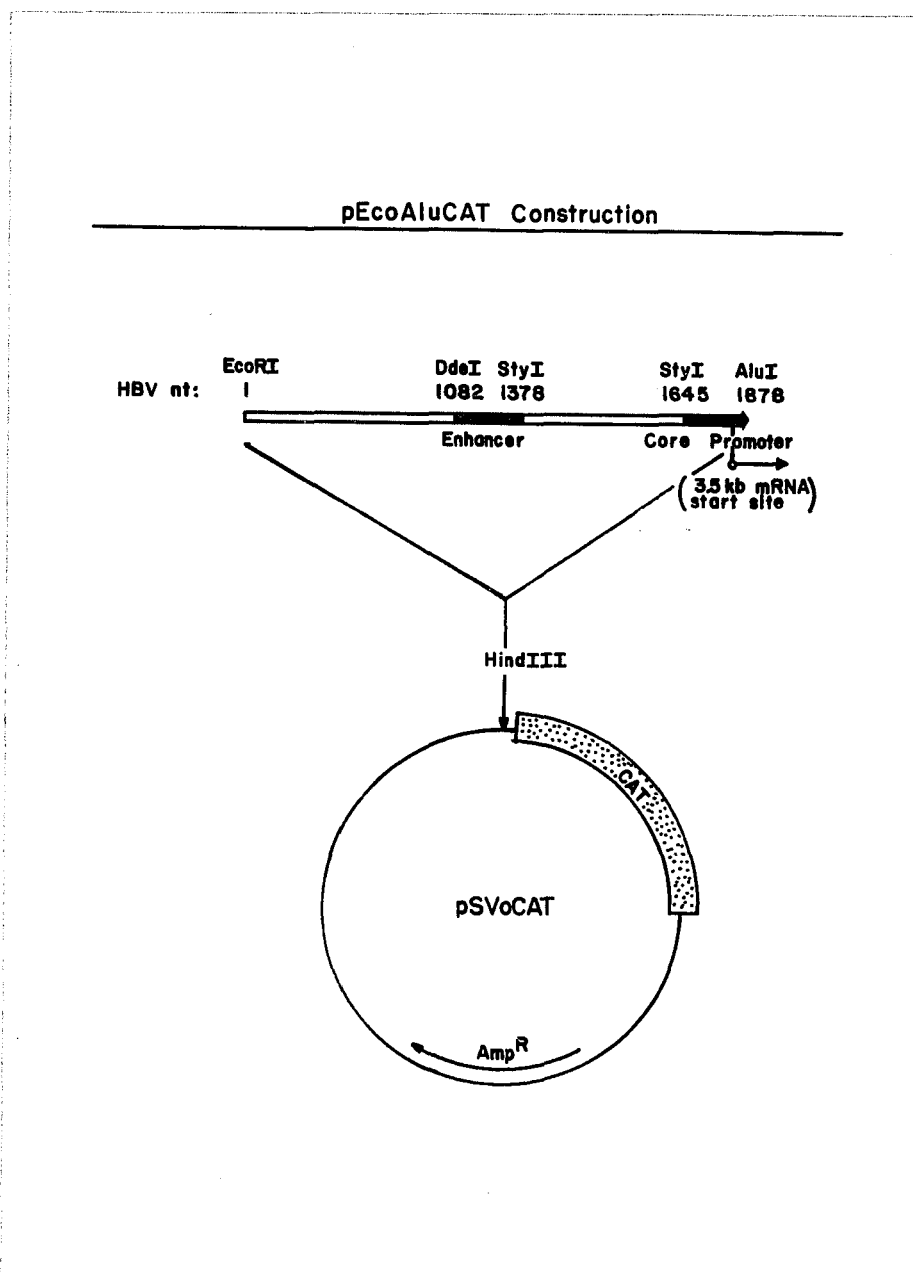 pEcoAluCAT Construction
EcoRI DdeI StyI StyI AluI
HBV nt: 1 1082 1378 1645 1878
Enhancer Core Promoter
(3.5 kb mRNA)
start site
HindIII
CAT
pSVoCAT
Amp^R